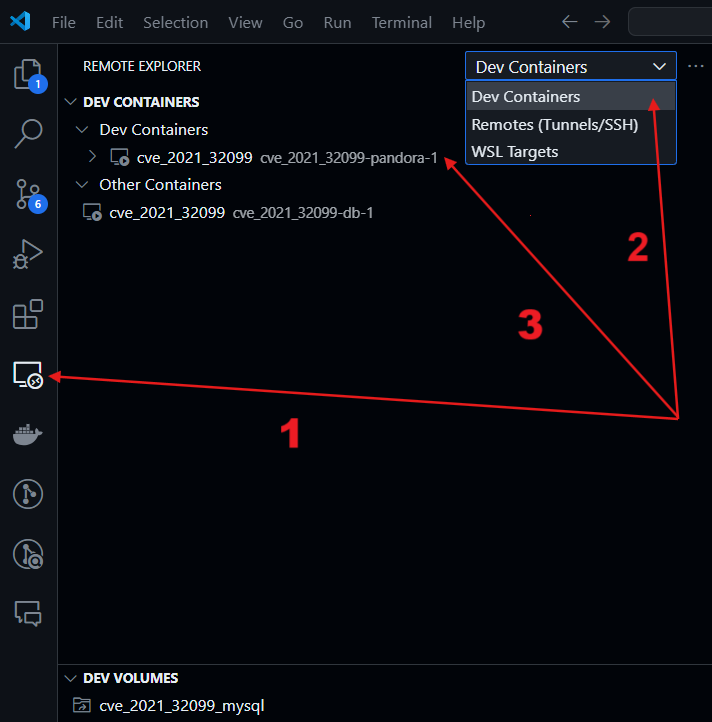 File Edit Selection View Go Run Terminal Help
REMOTE EXPLORER
Dev Containers
DEV CONTAINERS
Dev Containers
Dev Containers
Remotes (Tunnels/SSH)
WSL Targets
cve_2021_32099 cve_2021_32099-pandora-1
Other Containers
cve_2021_32099 cve_2021_32099-db-1
1
6
2
3
1
DEV VOLUMES
cve_2021_32099_mysql